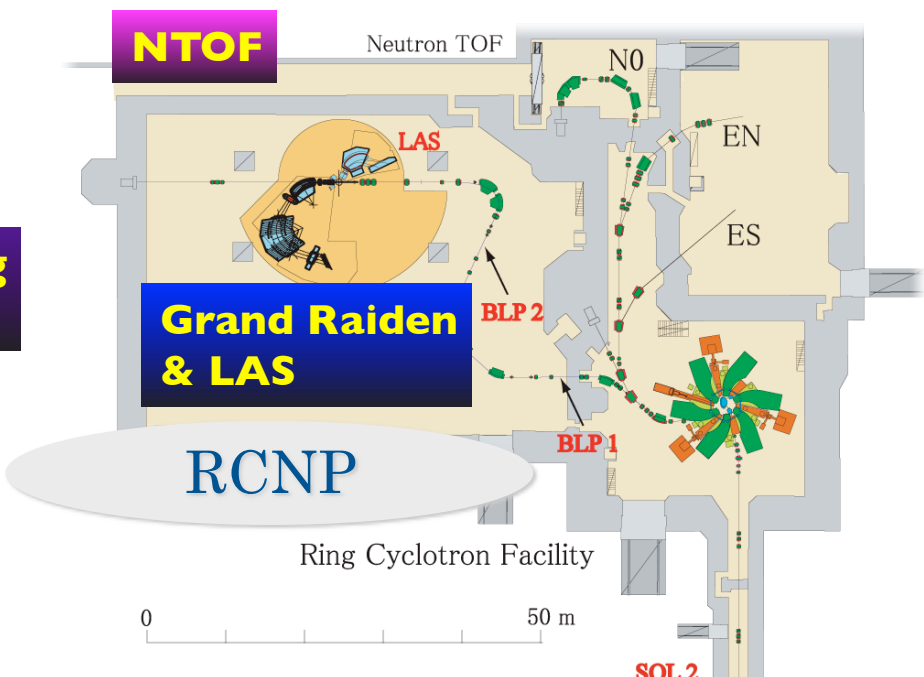 NTOF
Neutron TOF
N0
LAS
EN
ES
g
BLP 2
Grand Raiden
& LAS
BLP 1
RCNP
Ring Cyclotron Facility
0
50 m
SOL 2